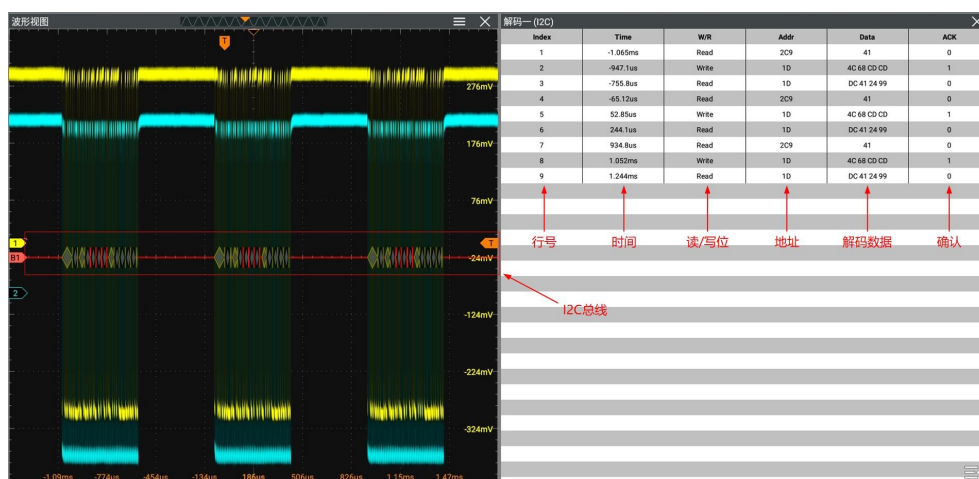 波形视图
T
276mV
176mV
76mV
1
T
B1
-24mV
2
-124mV
-224mV
-324mV
-1.09ms -774us -454us -134us 186us 506us 826us 1.15ms 1.47ms
解码一 (I2C)
Index Time W/R Addr Data ACK
1 -1.065ms Read 2C9 41 0
2 -947.1us Write 1D 4C 68 CD CD 1
3 -755.8us Read 1D DC 41 24 99 0
4 -65.12us Read 2C9 41 0
5 52.85us Write 1D 4C 68 CD CD 1
6 244.1us Read 1D DC 41 24 99 0
7 934.8us Read 2C9 41 0
8 1.052ms Write 1D 4C 68 CD CD 1
9 1.244ms Read 1D DC 41 24 99 0
行号 时间 读/写位 地址 解码数据 确认
I2C总线